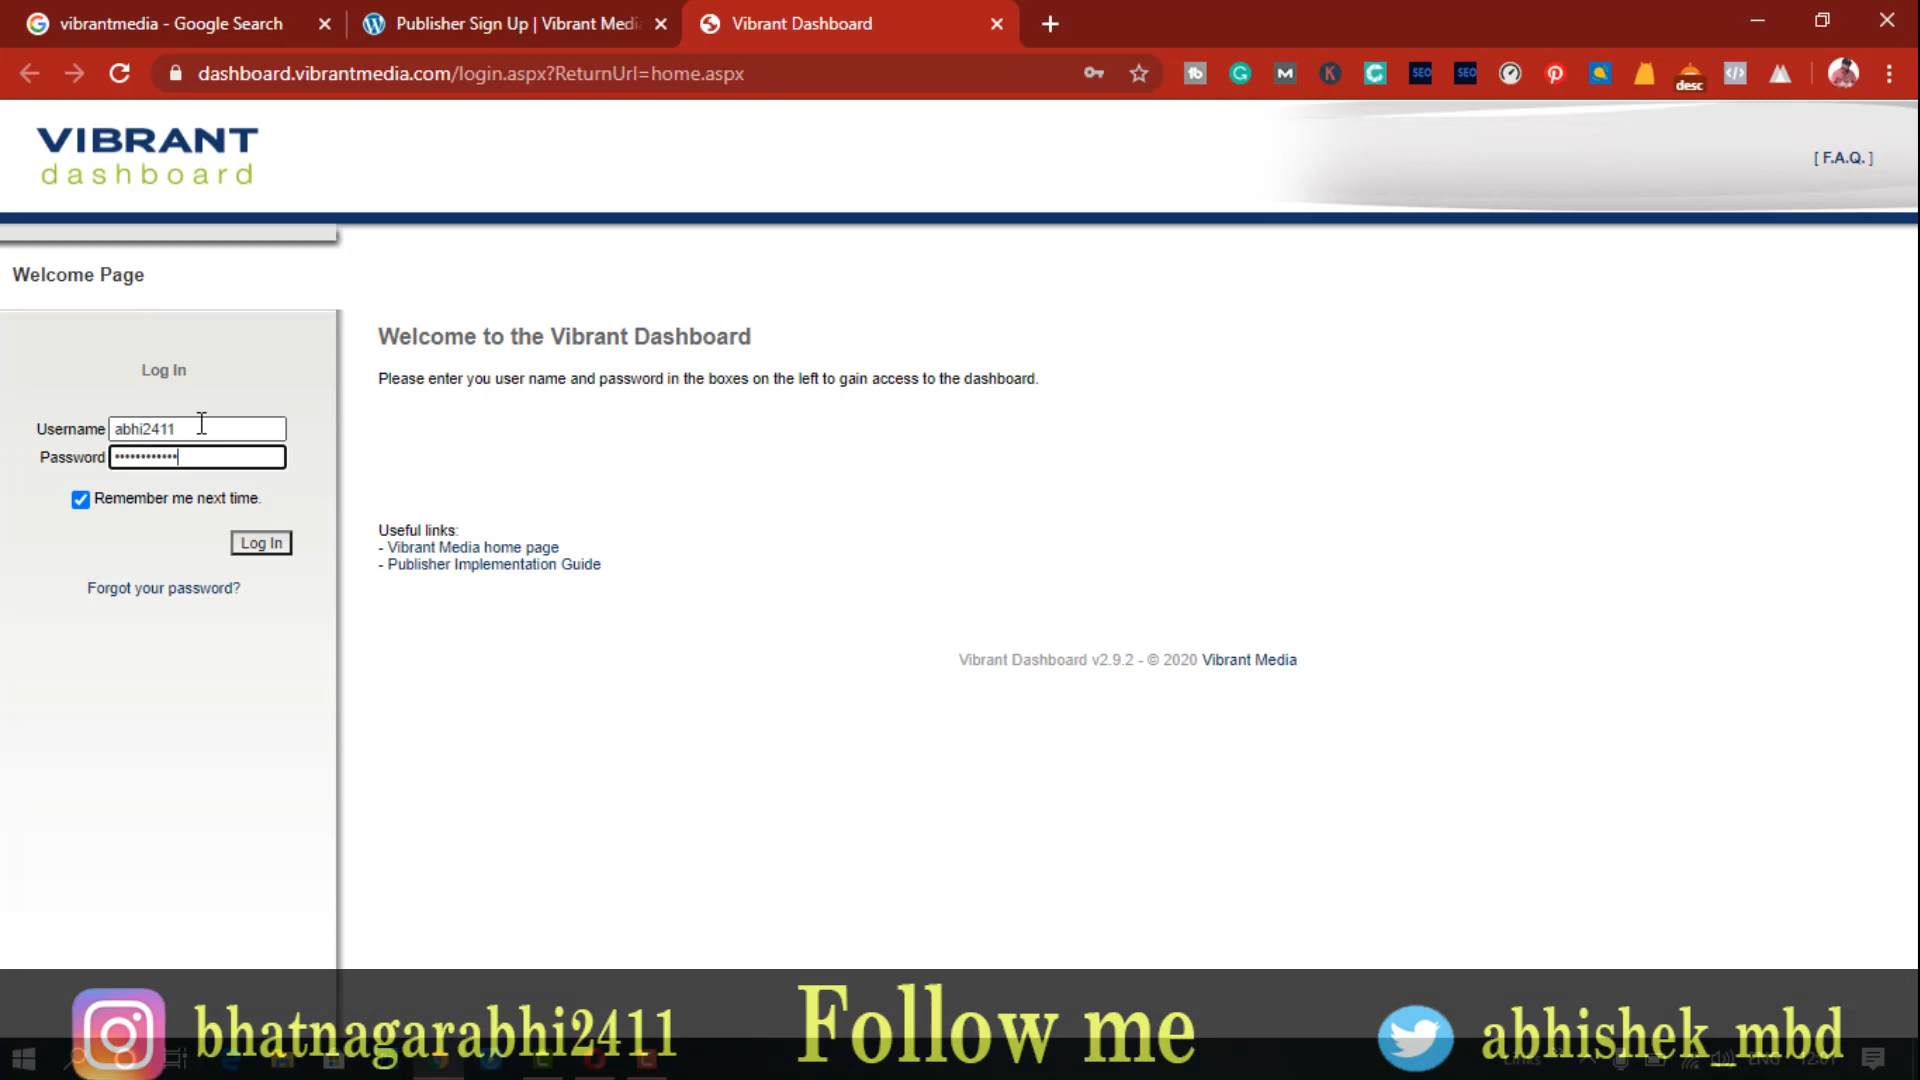 vibrantmedia - Google Search
Publisher Sign Up | Vibrant Medi
Vibrant Dashboard
dashboard.vibrantmedia.com/login.aspx?ReturnUrl=home.aspx
desc
VIBRANT
dashboard
[ F.A.Q. ]
Welcome Page
Log In
Username abhi2411
Password ••••••••••••
Remember me next time.
Log In
Forgot your password?
Welcome to the Vibrant Dashboard
Please enter you user name and password in the boxes on the left to gain access to the dashboard.
Useful links:
- Vibrant Media home page
- Publisher Implementation Guide
Vibrant Dashboard v2.9.2 - © 2020 Vibrant Media
bhatnagarabhi2411
Follow me
abhishek_mbd